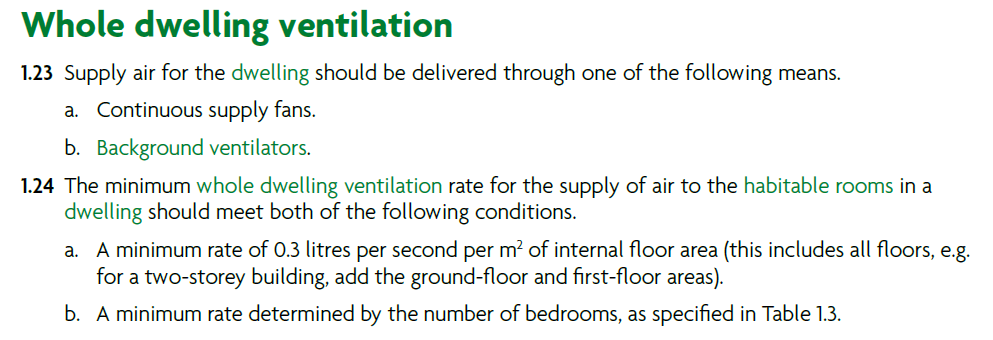 Whole dwelling ventilation
1.23 Supply air for the dwelling should be delivered through one of the following means.
a. Continuous supply fans.
b. Background ventilators.
1.24 The minimum whole dwelling ventilation rate for the supply of air to the habitable rooms in a
dwelling should meet both of the following conditions.
a. A minimum rate of 0.3 litres per second per m² of internal floor area (this includes all floors, e.g.
for a two-storey building, add the ground-floor and first-floor areas).
b. A minimum rate determined by the number of bedrooms, as specified in Table 1.3.